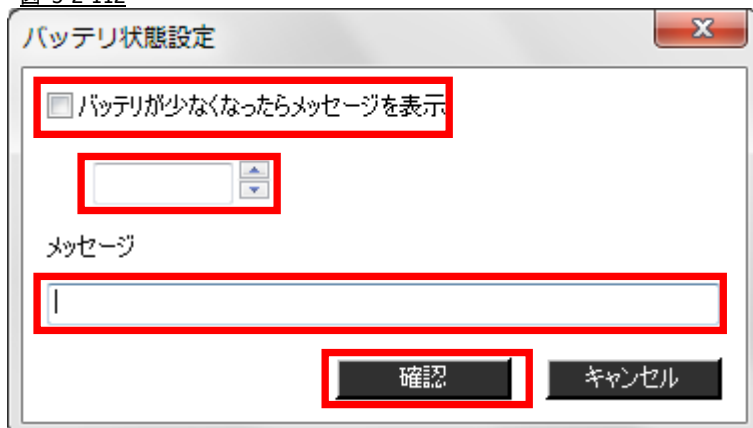 図 3-2-112
バッテリ状態設定
バッテリが少なくなったらメッセージを表示
メッセージ
確認
キャンセル